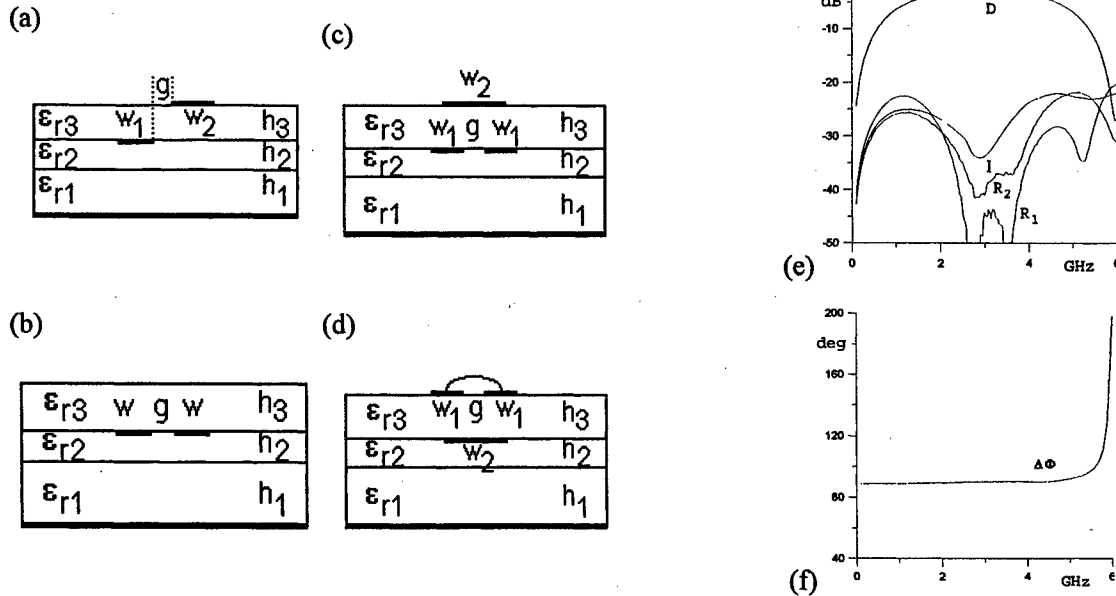 (a)
g
εr3 w1 w2 h3
εr2 h2
εr1 h1
(b)
εr3 w g w h3
εr2 h2
εr1 h1
(c)
w2
εr3 w1 g w1 h3
εr2 h2
εr1 h1
(d)
εr3 w1 g w1 h3
εr2 w2 h2
εr1 h1
dB
D
-10
-20
-30
I
R2
-40
R1
-50
0 2 4 6
GHz
(e)
200
deg
160
120
ΔΦ
80
40
0 2 4 6
GHz
(f)